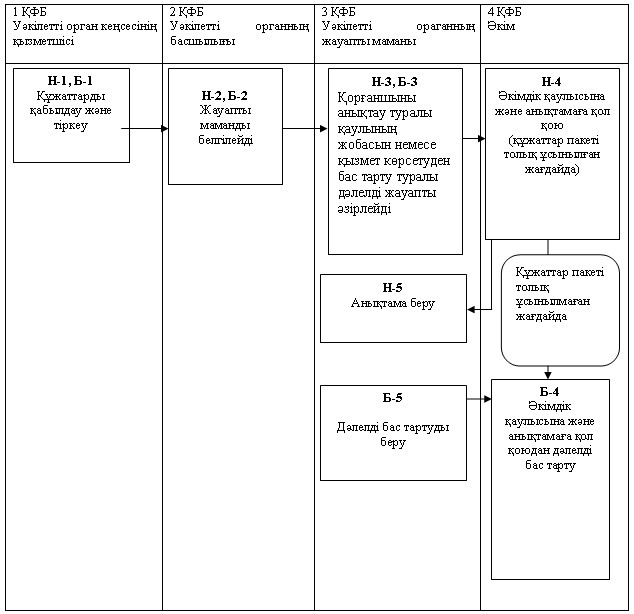 1 ҚФБ
Уәкілетті орган кеңсесінің
қызметшісі
2 ҚФБ
Уәкілетті органның
басшылығы
3 ҚФБ
Уәкілетті ораганның
жауапты маманы
4 ҚФБ
Әкім
Н-1, Б-1
Құжаттарды
қабылдау және
тіркеу
Н-2, Б-2
Жауапты
маманды
белгілейді
Н-3, Б-3
Қорғаншыны
анықтау туралы
қаулының
жобасын немесе
қызмет көрсетуден
бас тарту туралы
дәлелді жауапты
әзірлейді
Н-4
Әкімдік қаулысына
және анықтамаға қол
қою
(құжаттар пакеті
толық ұсынылған
жағдайда)
Н-5
Анықтама беру
Құжаттар пакеті
толық
ұсынылмаған
жағдайда
Б-5
Дәлелді бас тартуды
беру
Б-4
Әкімдік
қаулысына және
анықтамаға қол
қоюдан дәлелді
бас тарту